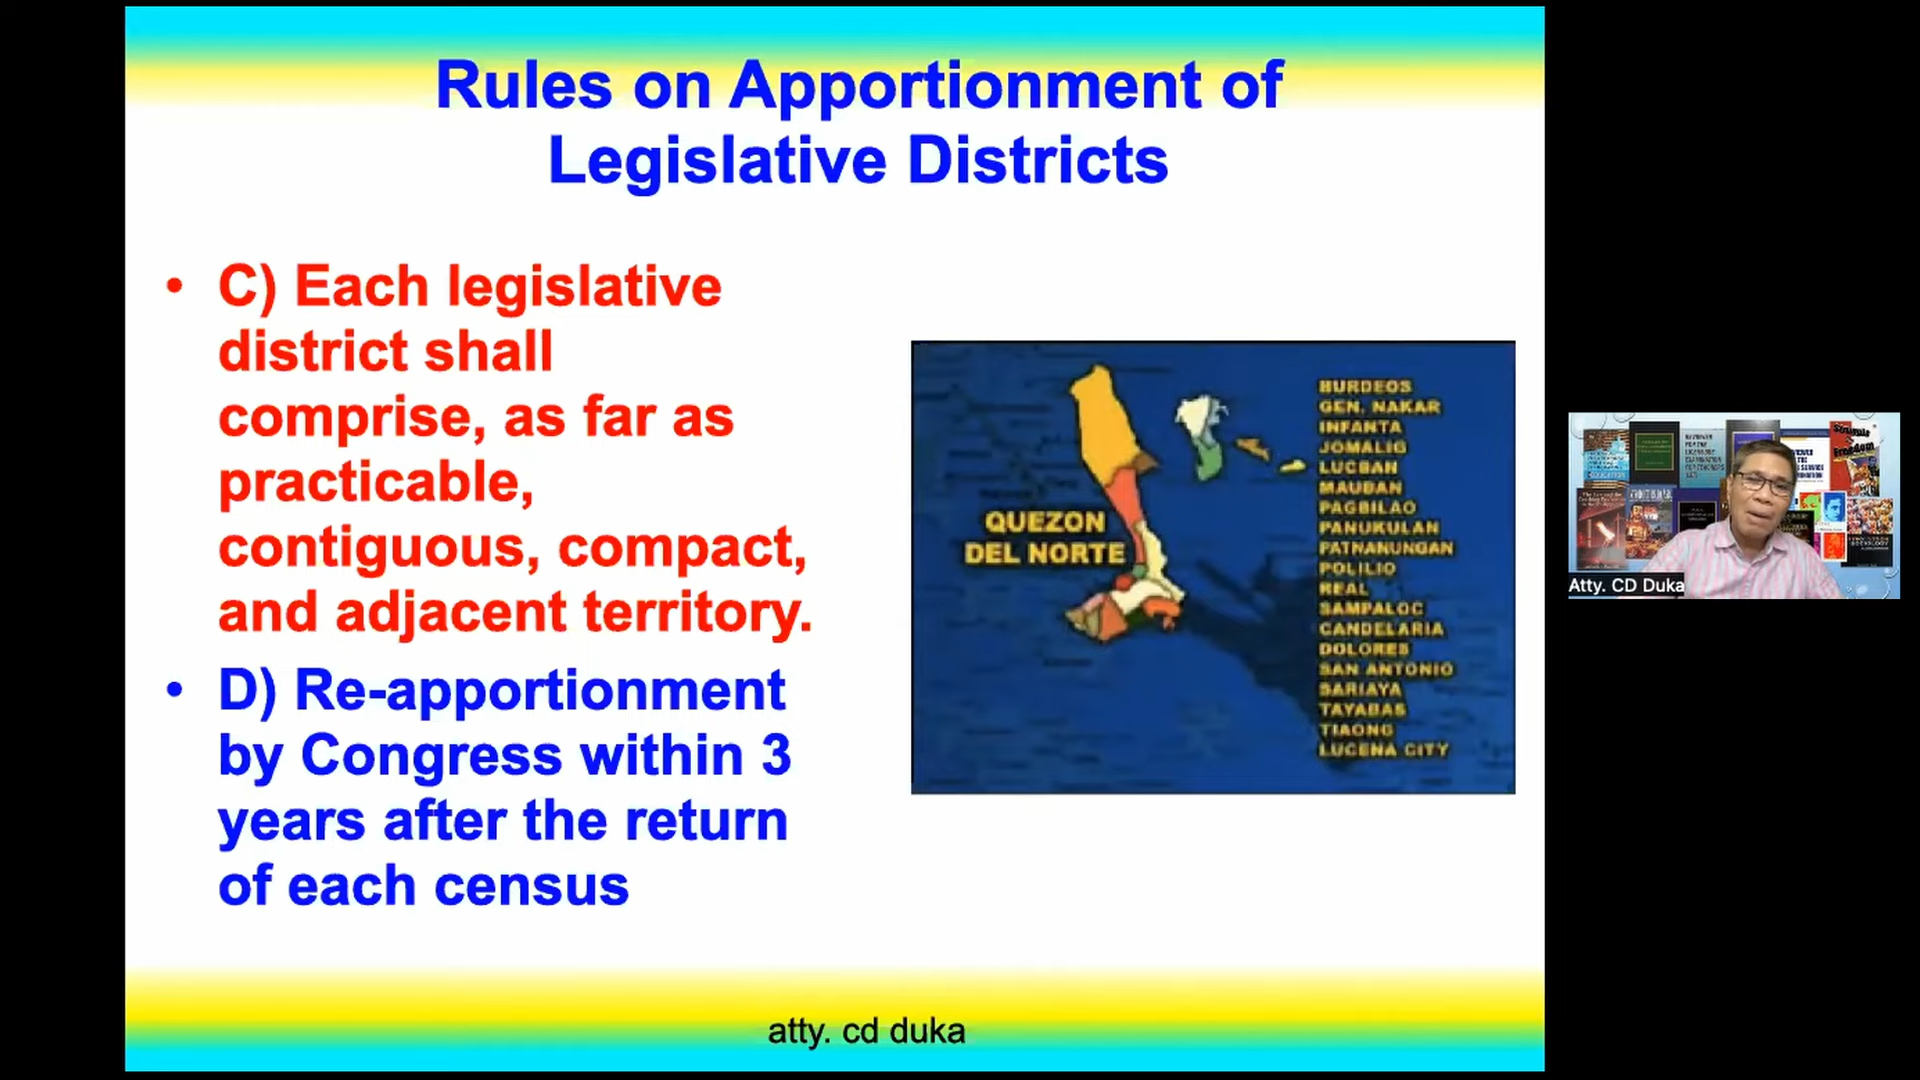 Rules on Apportionment of
Legislative Districts
• C) Each legislative
district shall
comprise, as far as
practicable,
contiguous, compact,
and adjacent territory.
• D) Re-apportionment
by Congress within 3
years after the return
of each census
QUEZON
DEL NORTE
BURDEOS
GEN. NAKAR
INFANTA
JOMALIG
LUCBAN
MAUBAN
PAGBILAO
PANUKULAN
PATNANUNGAN
POLILIO
REAL
SAMPALOC
CANDELARIA
DOLORES
SAN ANTONIO
SARIAYA
TAYABAS
TIAONG
LUCENA CITY
atty. cd duka
Atty. CD Duka